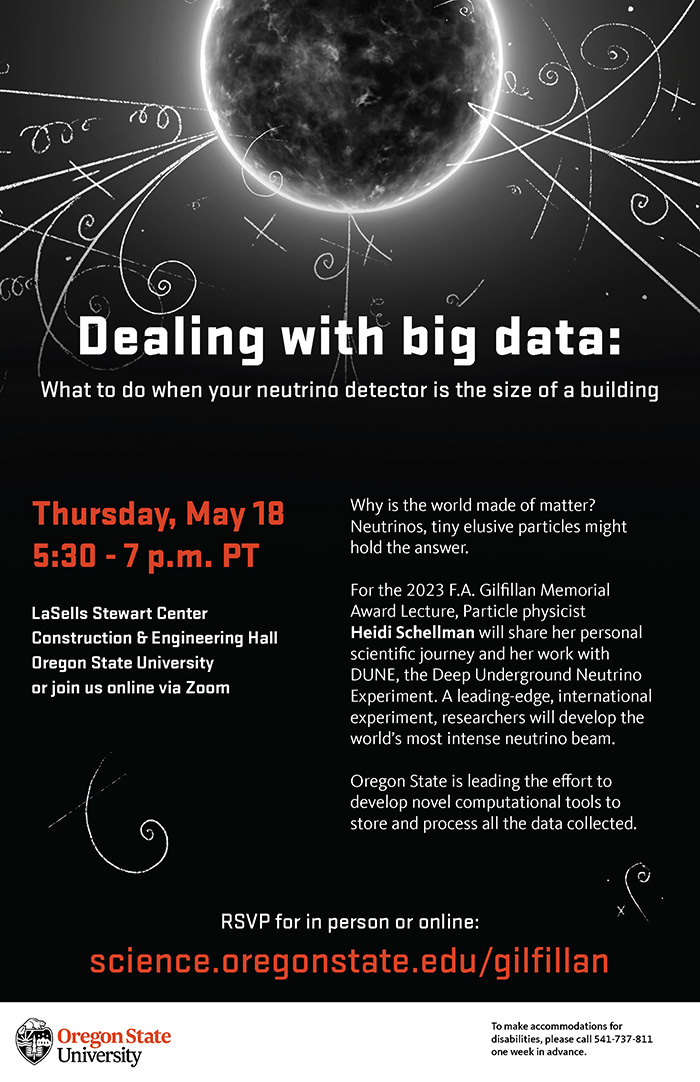 Dealing with big data:
What to do when your neutrino detector is the size of a building
Thursday, May 18
5:30 - 7 p.m. PT
LaSells Stewart Center
Construction & Engineering Hall
Oregon State University
or join us online via Zoom
Why is the world made of matter?
Neutrinos, tiny elusive particles might
hold the answer.
For the 2023 F.A. Gilfillan Memorial
Award Lecture, Particle physicist
Heidi Schellman will share her personal
scientific journey and her work with
DUNE, the Deep Underground Neutrino
Experiment. A leading-edge, international
experiment, researchers will develop the
world's most intense neutrino beam.
Oregon State is leading the effort to
develop novel computational tools to
store and process all the data collected.
RSVP for in person or online:
science.oregonstate.edu/gilfillan
Oregon State
University
To make accommodations for
disabilities, please call 541-737-811
one week in advance.